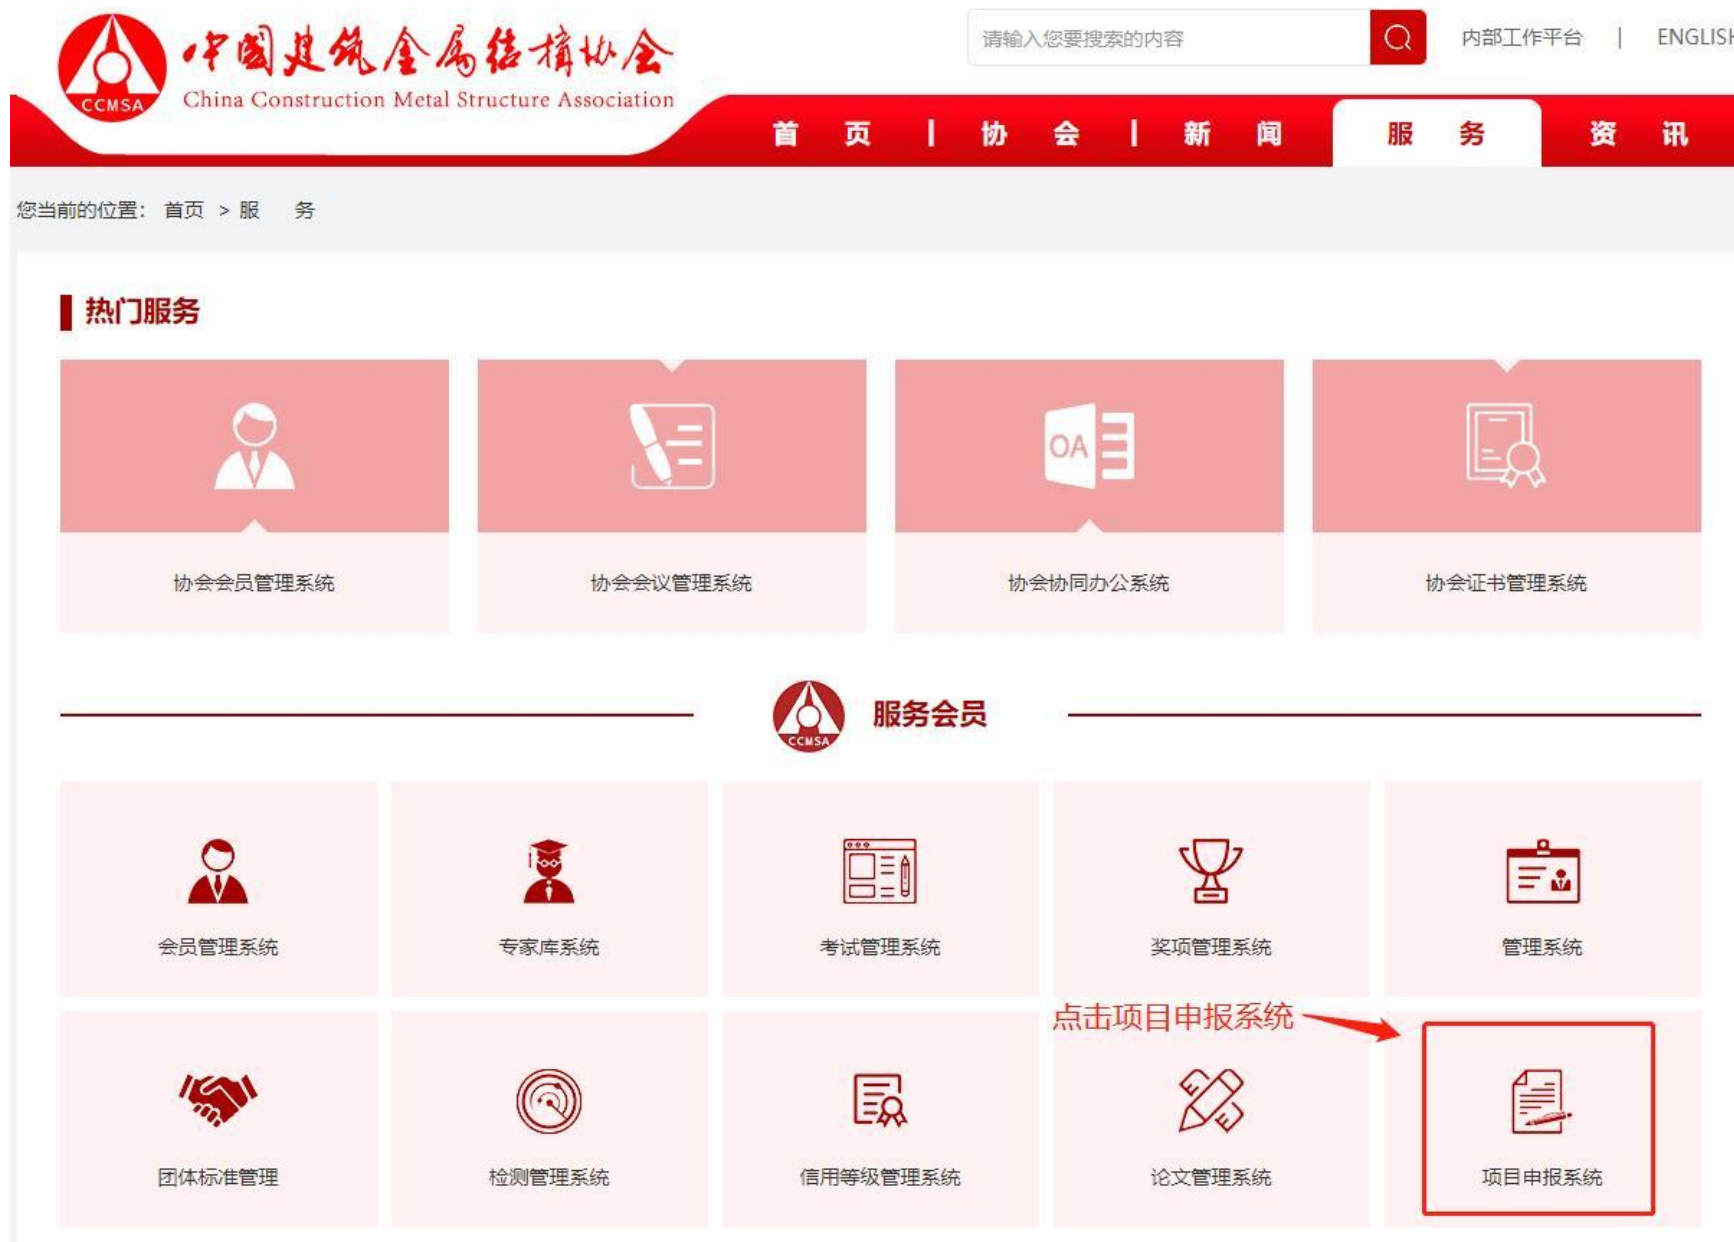 中国建筑金属结构协会
CCMSA
China Construction Metal Structure Association
请输入您要搜索的内容
内部工作平台 | ENGLISH
首 页 | 协 会 | 新 闻 服 务 资 讯
您当前的位置: 首页 > 服 务
热门服务
OA
协会会员管理系统 协会会议管理系统 协会协同办公系统 协会证书管理系统
CCMSA
服务会员
会员管理系统 专家库系统 考试管理系统 奖项管理系统 管理系统
点击项目申报系统
团体标准管理 检测管理系统 信用等级管理系统 论文管理系统 项目申报系统